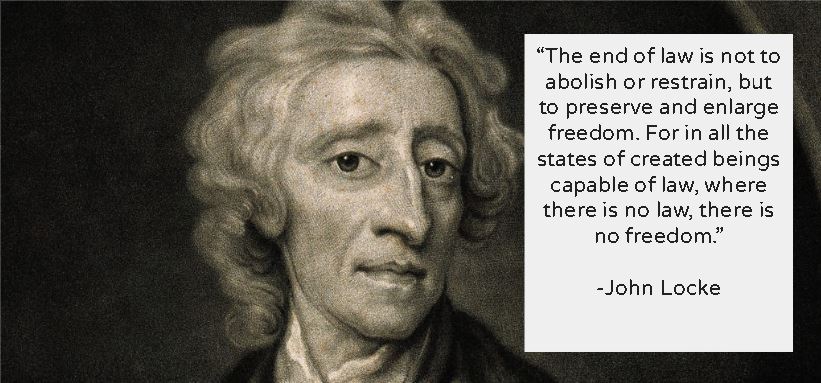 “The end of law is not to
abolish or restrain, but
to preserve and enlarge
freedom. For in all the
states of created beings
capable of law, where
there is no law, there is
no freedom.”
-John Locke